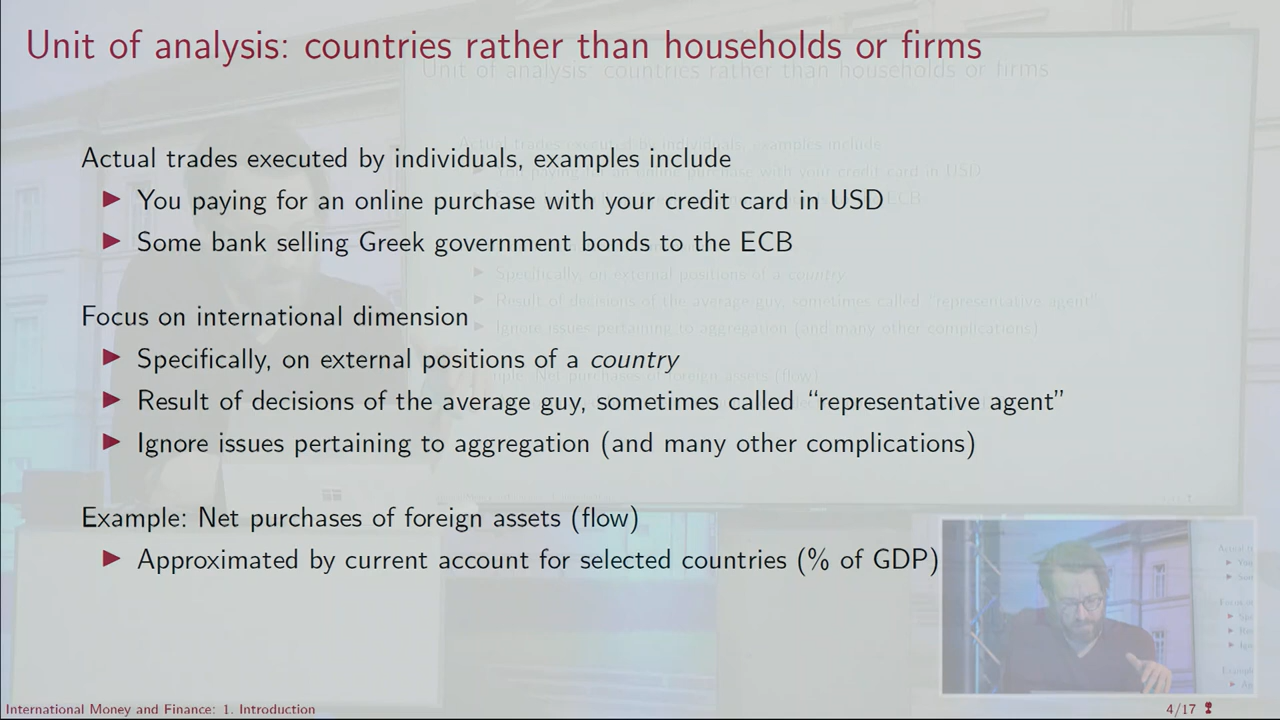 Unit of analysis: countries rather than households or firms
Actual trades executed by individuals, examples include
You paying for an online purchase with your credit card in USD
Some bank selling Greek government bonds to the ECB
Focus on international dimension
Specifically, on external positions of a country
Result of decisions of the average guy, sometimes called “representative agent”
Ignore issues pertaining to aggregation (and many other complications)
Example: Net purchases of foreign assets (flow)
Approximated by current account for selected countries (% of GDP)
International Money and Finance: 1. Introduction
4/17